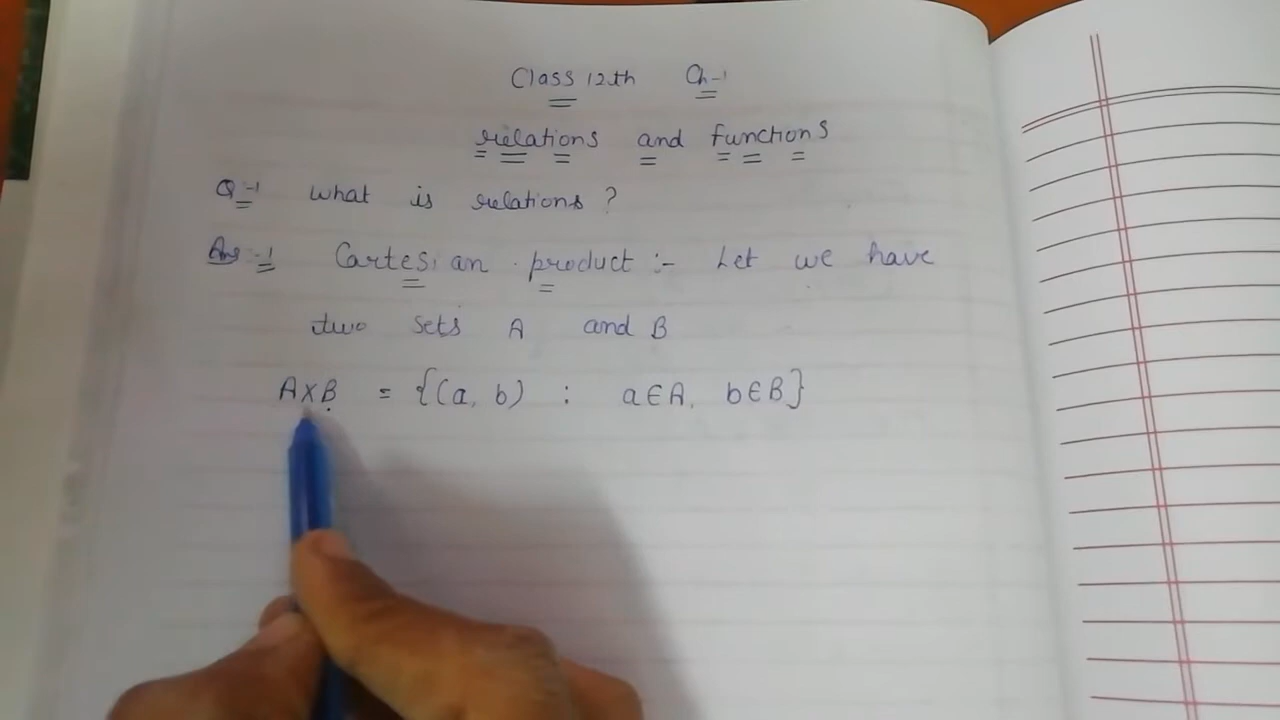 Class 12th Ch-1
relations and functions
Q-1 what is relations ?
Ans-1 Cartesian product :- Let we have
two sets A and B
A×B = {(a, b) : a∈A, b∈B}